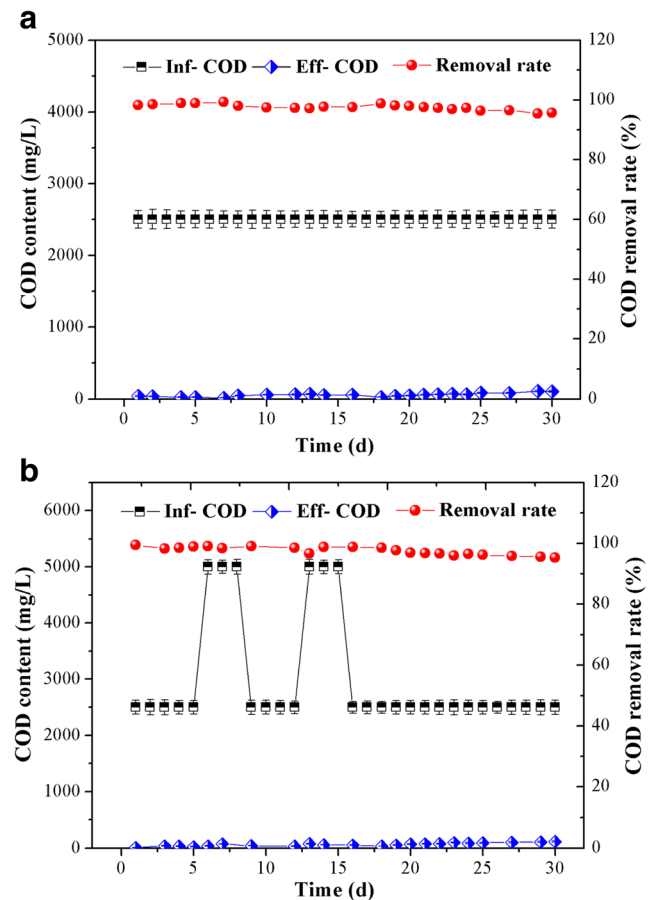 a
5000
4000
3000
2000
1000
0
Inf- COD Eff- COD Removal rate
120
100
80
60
40
20
0
COD content (mg/L)
COD removal rate (%)
0 5 10 15 20 25 30
Time (d)
b
6000
5000
4000
3000
2000
1000
0
Inf- COD Eff- COD Removal rate
120
100
80
60
40
20
0
COD content (mg/L)
COD removal rate (%)
0 5 10 15 20 25 30
Time (d)